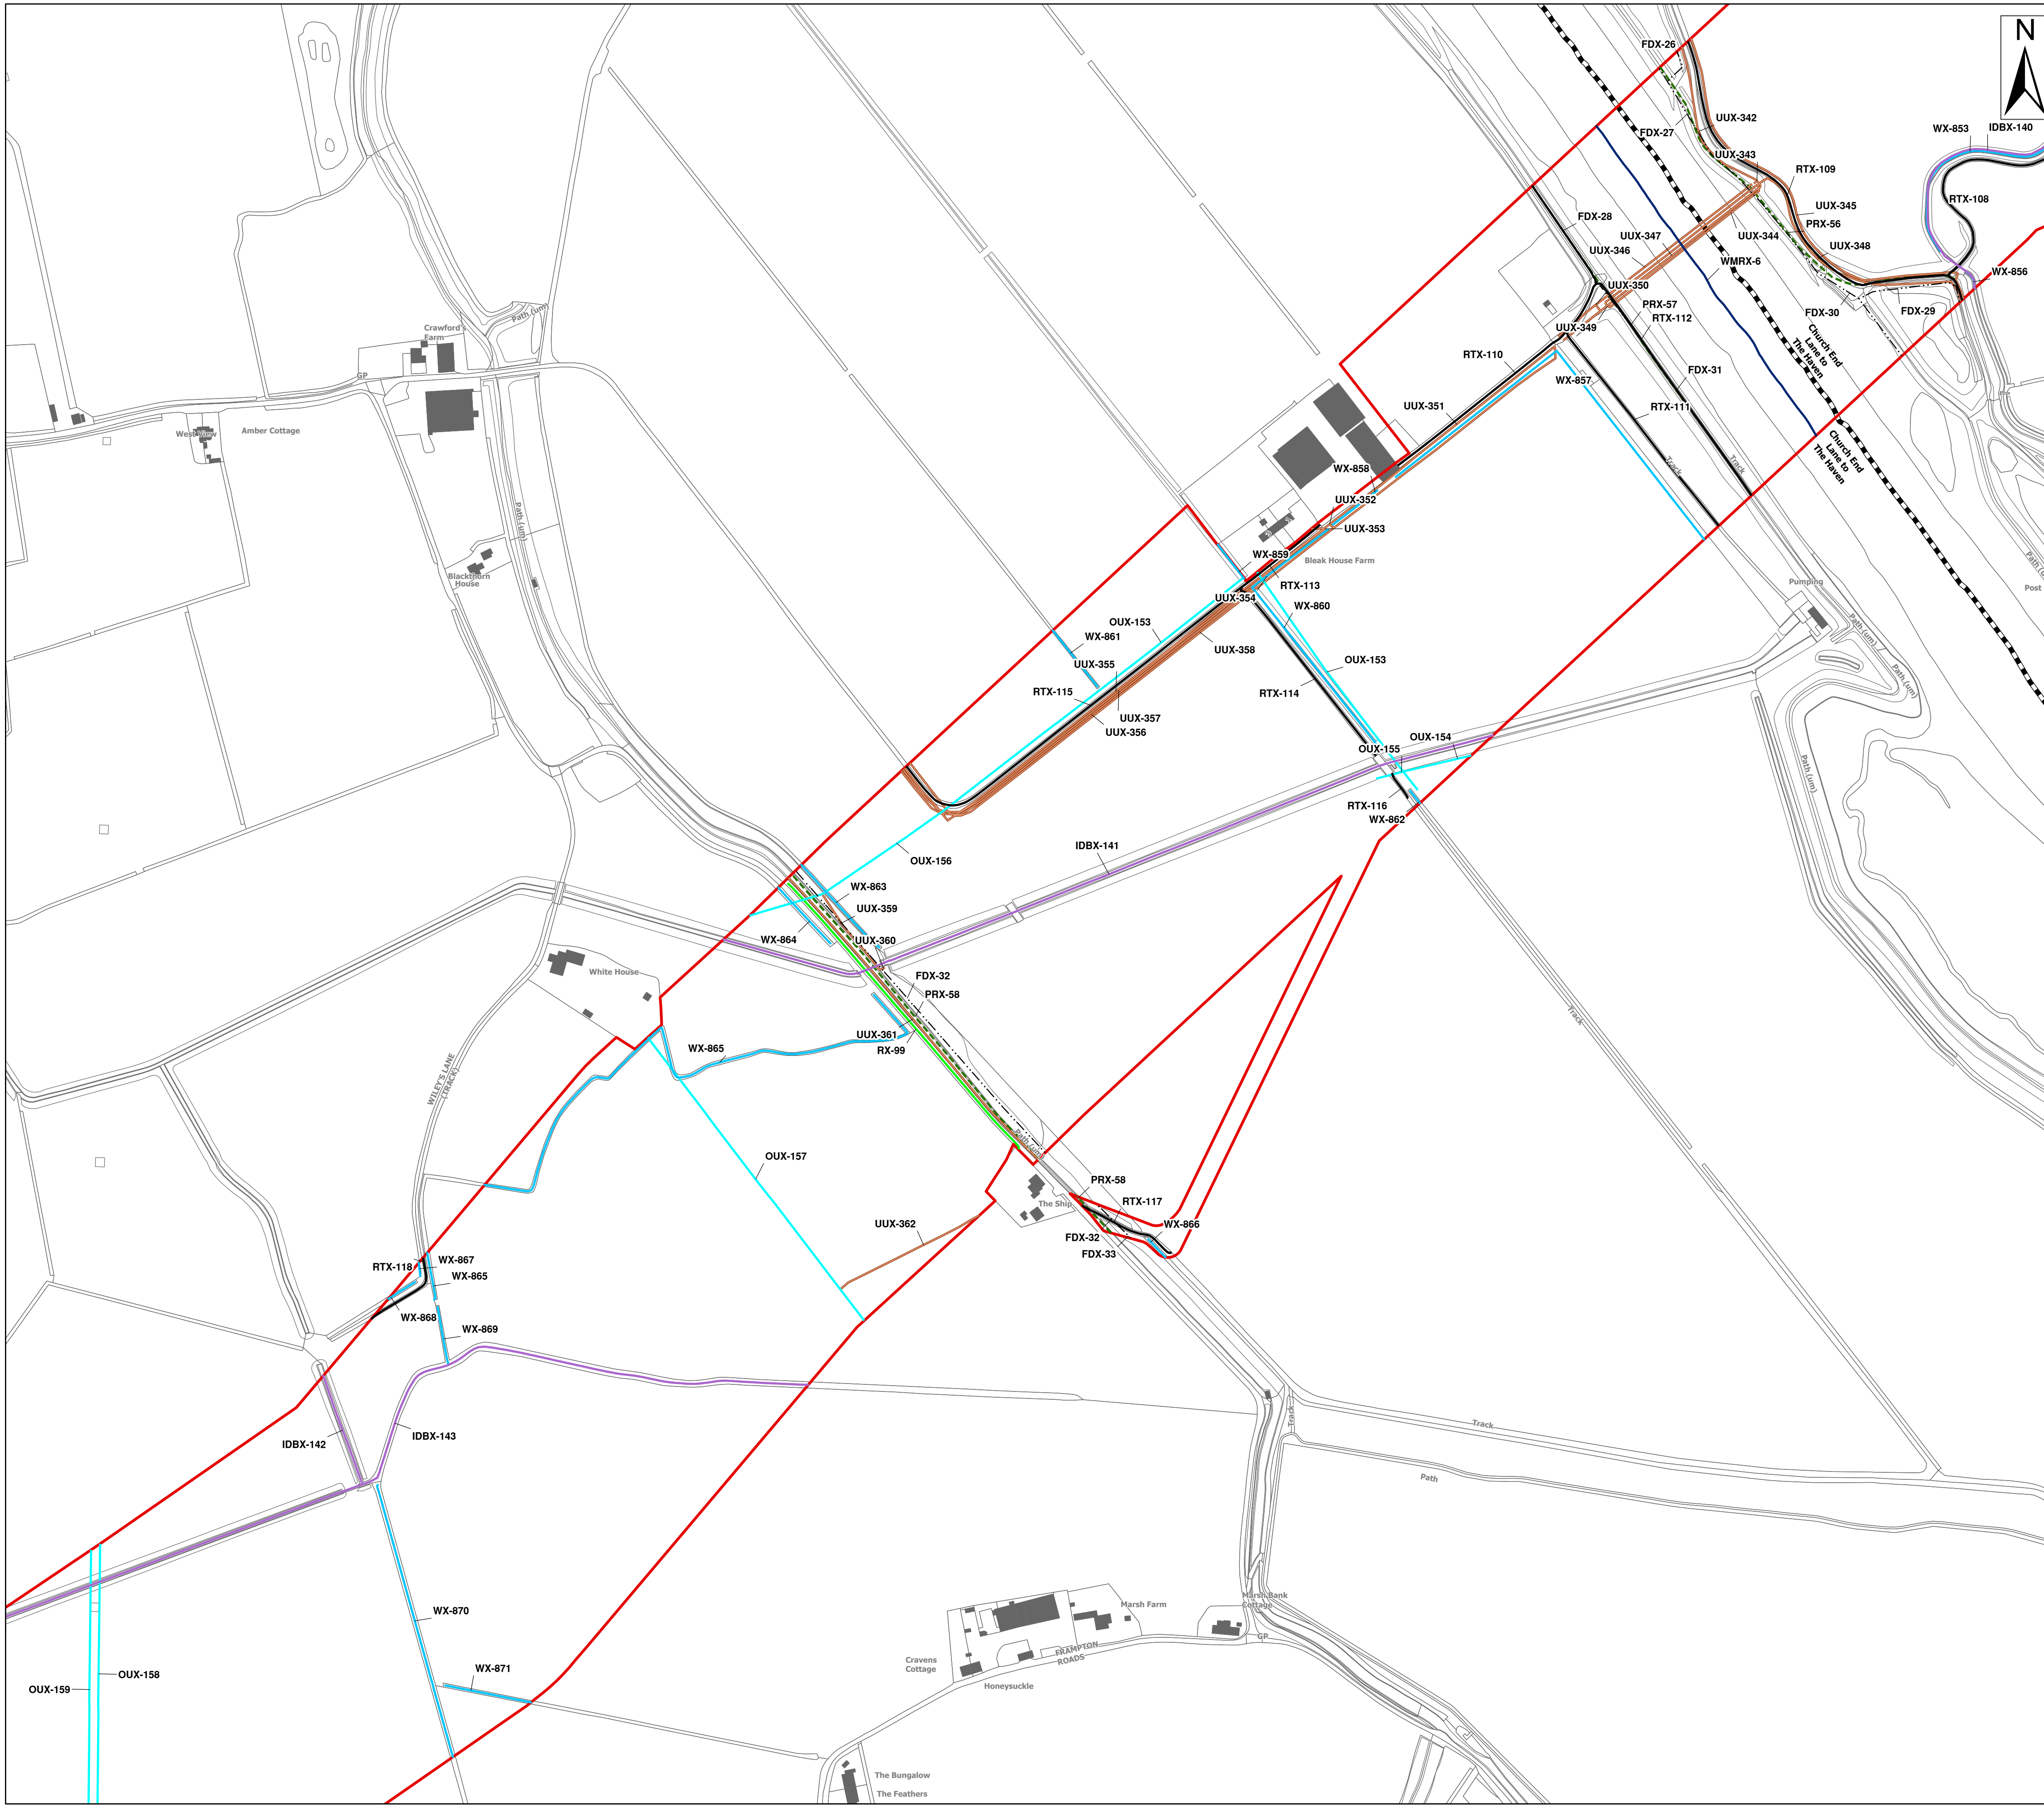 N
FDX-26
FDX-27
UUX-342
WX-853
IDBX-140
UUX-343
RTX-109
RTX-108
UUX-345
FDX-28
PRX-56
UUX-347
UUX-344
UUX-346
UUX-348
WMRX-6
WX-856
UUX-350
PRX-57
FDX-30
FDX-29
RTX-112
UUX-349
Church End
Lane to
The Haven
Path (um)
Crawford's
Farm
GP
RTX-110
FDX-31
WX-857
UUX-351
RTX-111
West View
Amber Cottage
Church End
Lane to
The Haven
Track
Track
WX-858
UUX-352
Path (um)
UUX-353
WX-859
Bleak House Farm
Blackthorn
House
RTX-113
Pumping
Post
UUX-354
WX-860
OUX-153
Path (um)
WX-861
UUX-358
UUX-355
OUX-153
Path (um)
RTX-115
RTX-114
UUX-357
UUX-356
OUX-154
OUX-155
Path (um)
RTX-116
WX-862
IDBX-141
OUX-156
WX-863
UUX-359
WX-864
UUX-360
White House
FDX-32
PRX-58
Track
UUX-361
RX-99
WX-865
WILEY'S LANE
(TRACK)
Path (um)
OUX-157
PRX-58
The Ship
RTX-117
UUX-362
WX-866
FDX-32
FDX-33
RTX-118
WX-867
WX-865
WX-868
WX-869
IDBX-142
IDBX-143
Track
Track
Path
WX-870
Marsh Farm
Marsh Bank
Cottage
GP
FRAMPTON
ROADS
Cravens
Cottage
WX-871
OUX-158
OUX-159
Honeysuckle
The Bungalow
The Feathers